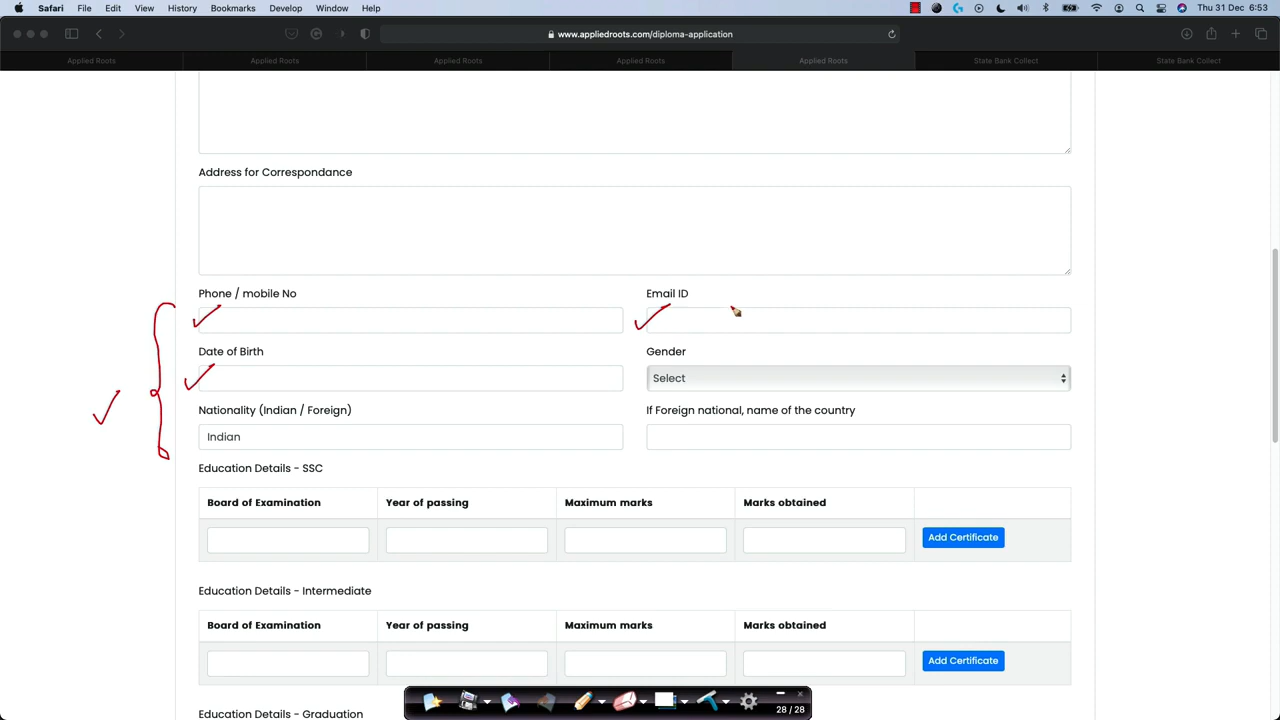 Safari File Edit View History Bookmarks Develop Window Help Thu 31 Dec 6:53
www.appliedroots.com/diploma-application
Applied Roots Applied Roots Applied Roots Applied Roots Applied Roots State Bank Collect State Bank Collect
Address for Correspondance
Phone / mobile No Email ID
Date of Birth Gender
Select
Nationality (Indian / Foreign) If Foreign national, name of the country
Indian
Education Details - SSC
Board of Examination Year of passing Maximum marks Marks obtained
Add Certificate
Education Details - Intermediate
Board of Examination Year of passing Maximum marks Marks obtained
Add Certificate
Education Details - Graduation
28 / 28